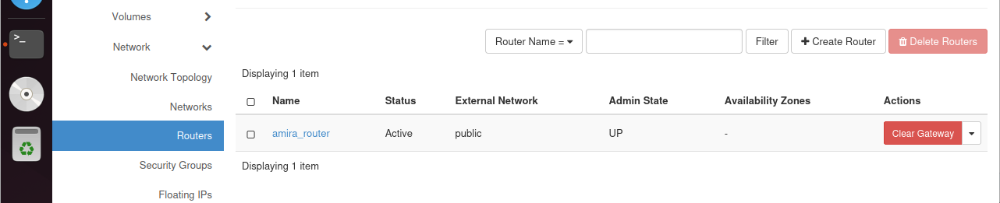 Volumes
Network
Network Topology
Networks
Routers
Security Groups
Floating IPs
Router Name =
Filter
Create Router
Delete Routers
Displaying 1 item
Name Status External Network Admin State Availability Zones Actions
amira_router Active public UP - Clear Gateway
Displaying 1 item
>_